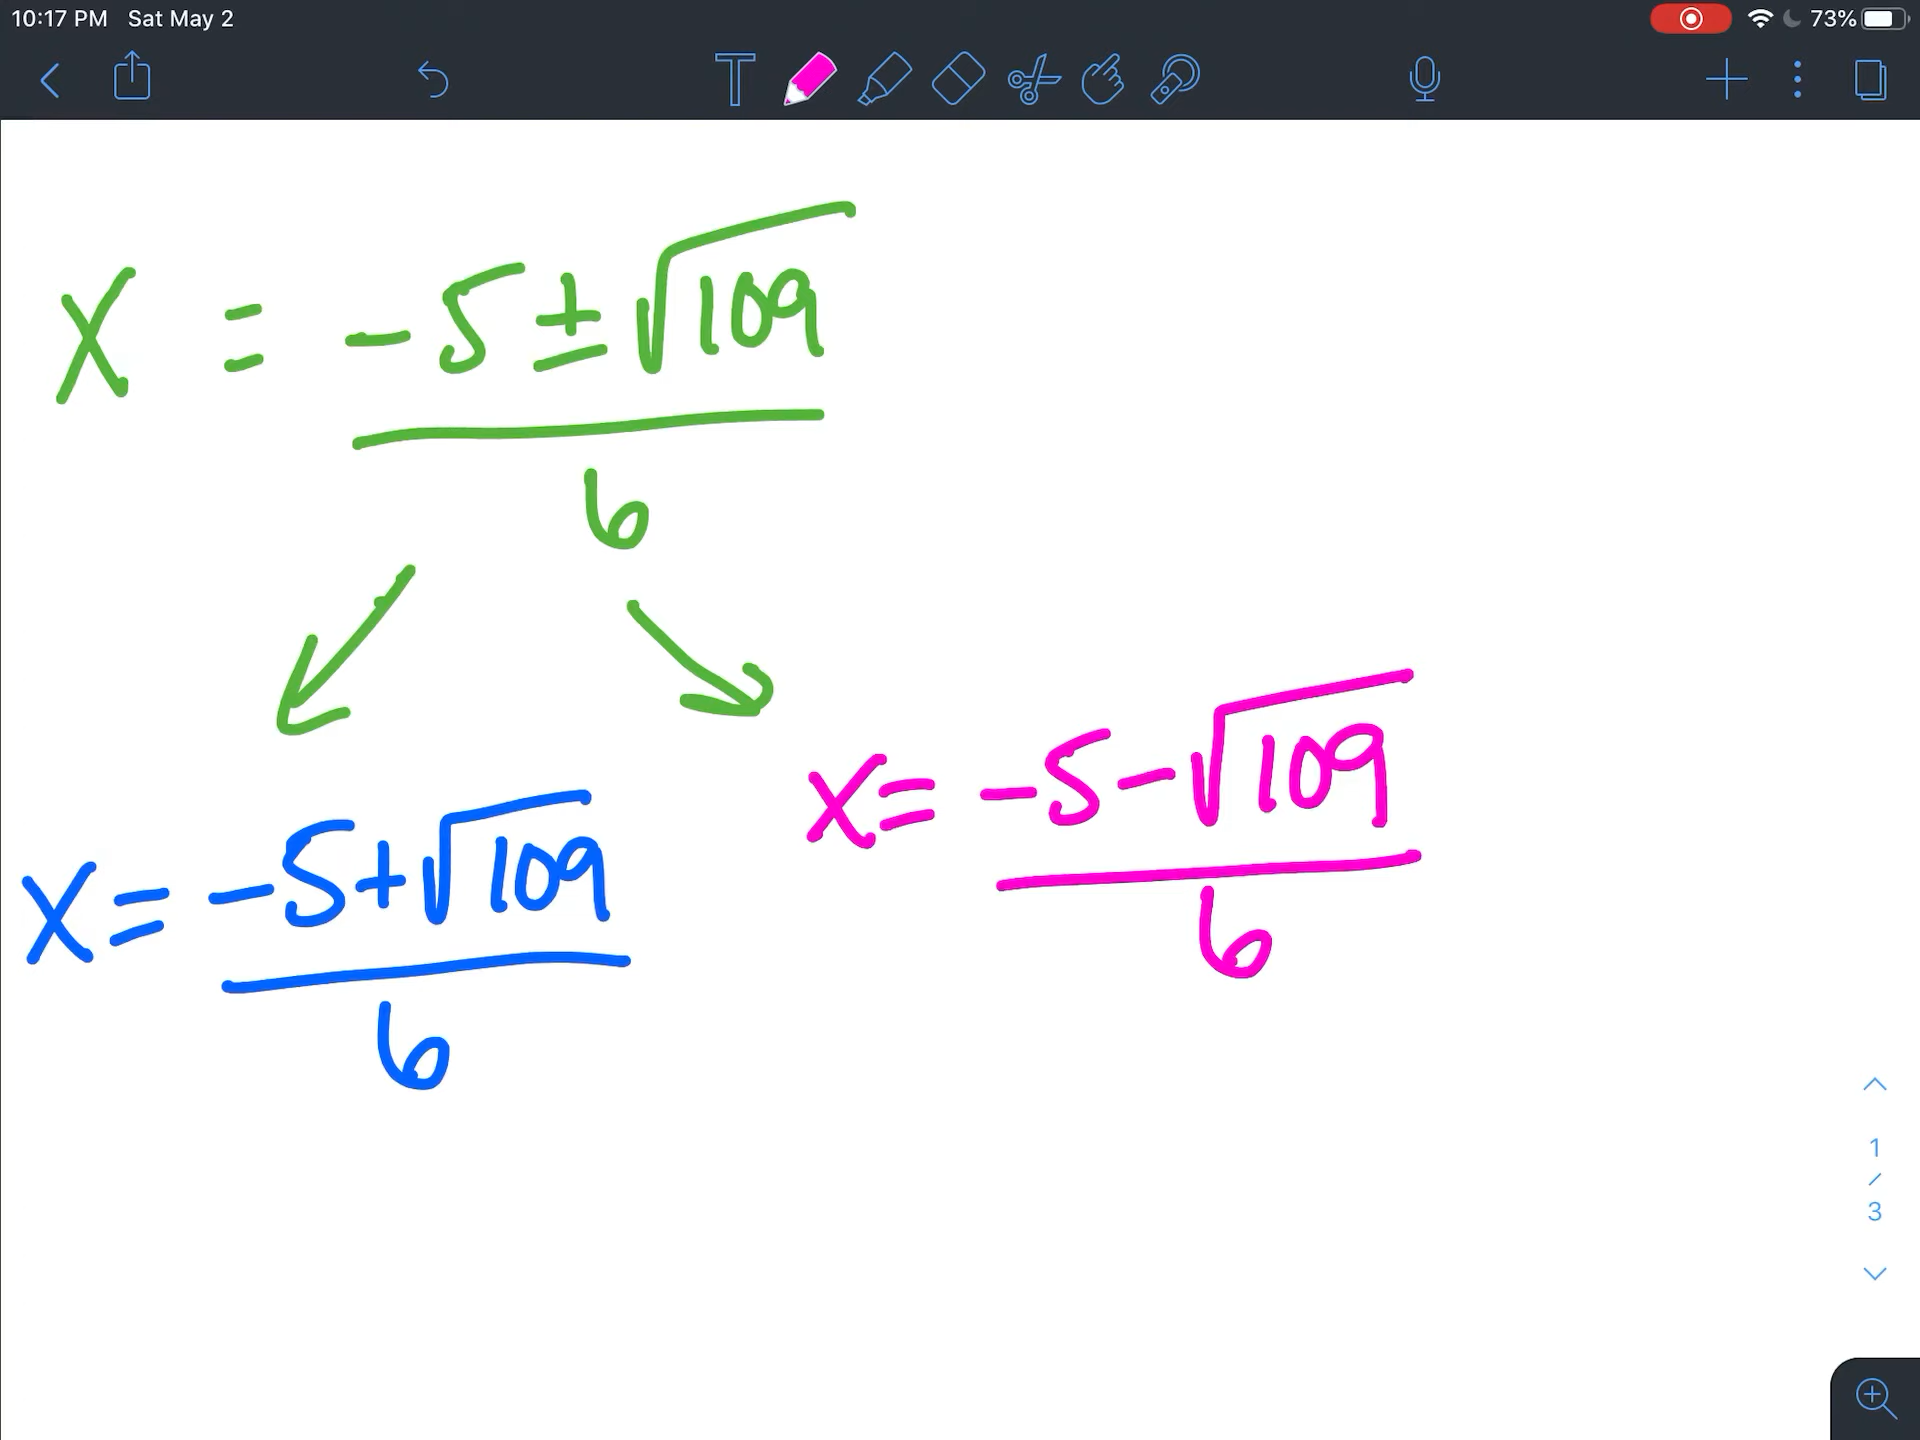 10:17 PM Sat May 2 73%
T
X = -5 ± √109
6
X = -5 - √109
6
X = -5 + √109
6
1
/
3